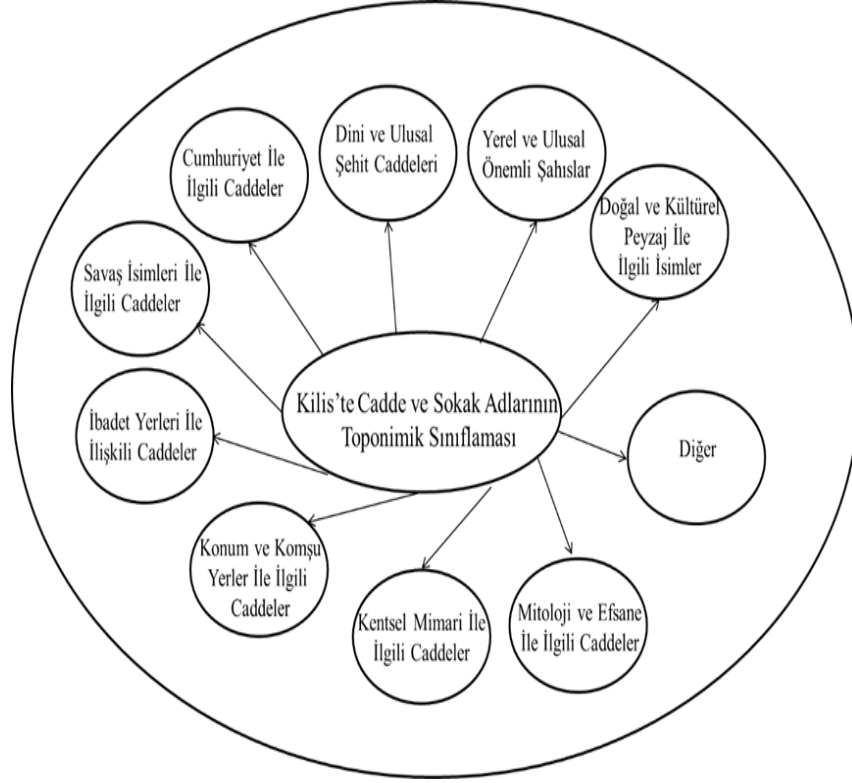 Dini ve Ulusal
Şehit Caddeleri
Yerel ve Ulusal
Önemli Şahıslar
Cumhuriyet İle
İlgili Caddeler
Doğal ve Kültürel
Peyzaj İle
İlgili İsimler
Savaş İsimleri İle
İlgili Caddeler
Kilis’te Cadde ve Sokak Adlarının
Toponimik Sınıflaması
İbadet Yerleri İle
İlişkili Caddeler
Diğer
Konum ve Komşu
Yerler İle İlgili
Caddeler
Kentsel Mimari İle
İlgili Caddeler
Mitoloji ve Efsane
İle İlgili Caddeler